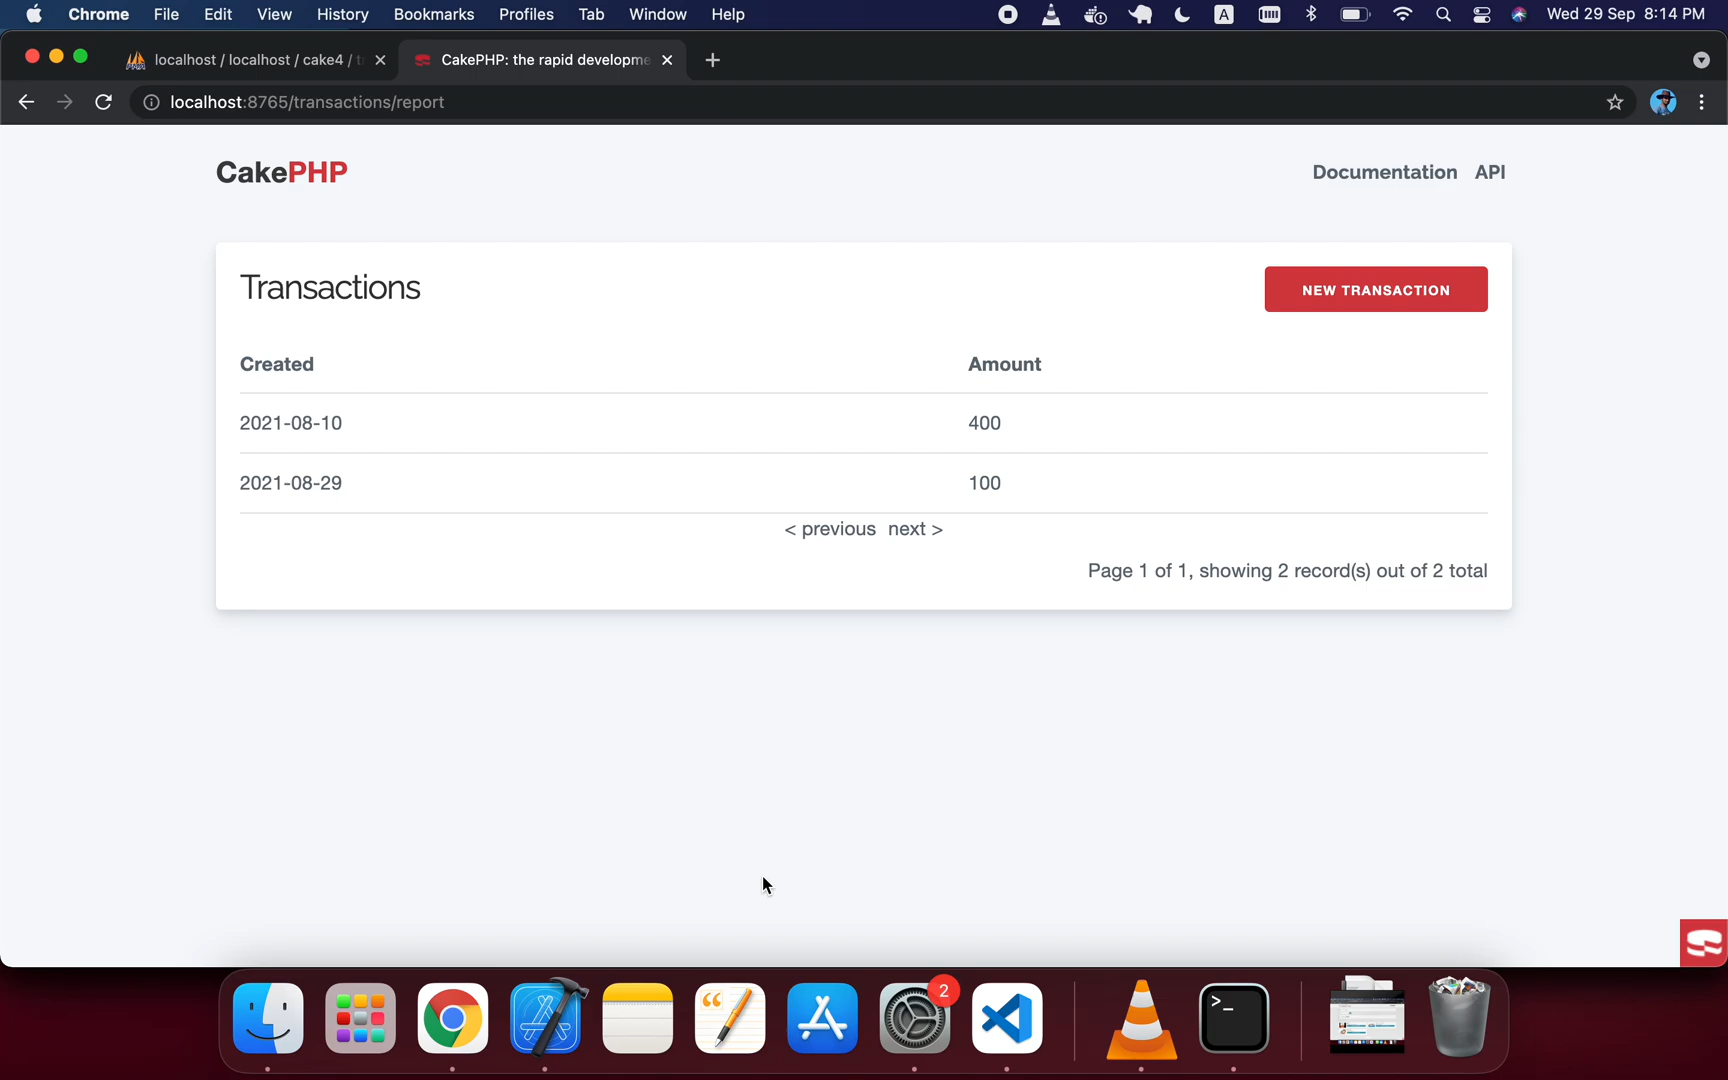 Chrome File Edit View History Bookmarks Profiles Tab Window Help A Wed 29 Sep 8:14 PM
localhost / localhost / cake4 / CakePHP: the rapid developme
localhost:8765/transactions/report
CakePHP Documentation API
Transactions NEW TRANSACTION
Created Amount
2021-08-10 400
2021-08-29 100
< previous next >
Page 1 of 1, showing 2 record(s) out of 2 total
2
>_